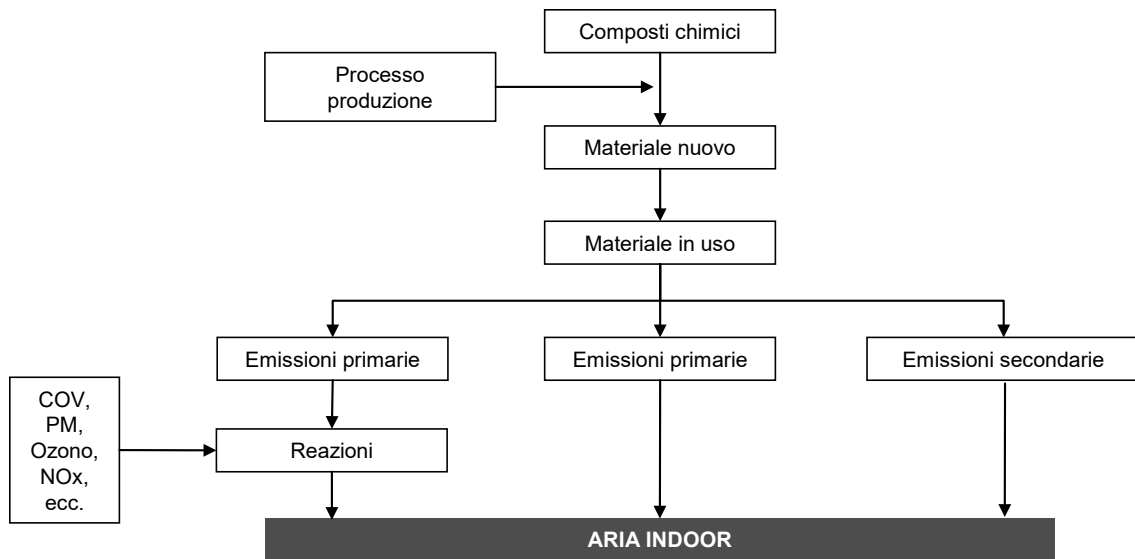 Composti chimici
Processo
produzione
Materiale nuovo
Materiale in uso
Emissioni primarie
Emissioni primarie
Emissioni secondarie
COV,
PM,
Ozono,
NOx,
ecc.
Reazioni
ARIA INDOOR